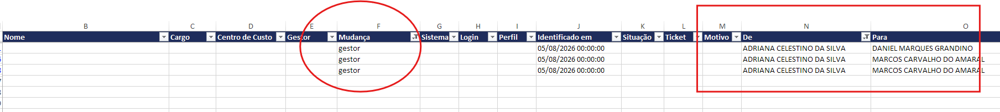 B C D E F G H I J K L M N O
Nome Cargo Centro de Custo Gestor Mudança Sistema Login Perfil Identificado em Situação Ticket Motivo De Para
gestor 05/08/2026 00:00:00 ADRIANA CELESTINO DA SILVA DANIEL MARQUES GRANDINO
gestor 05/08/2026 00:00:00 ADRIANA CELESTINO DA SILVA MARCOS CARVALHO DO AMARAL
gestor 05/08/2026 00:00:00 ADRIANA CELESTINO DA SILVA MARCOS CARVALHO DO AMARAL